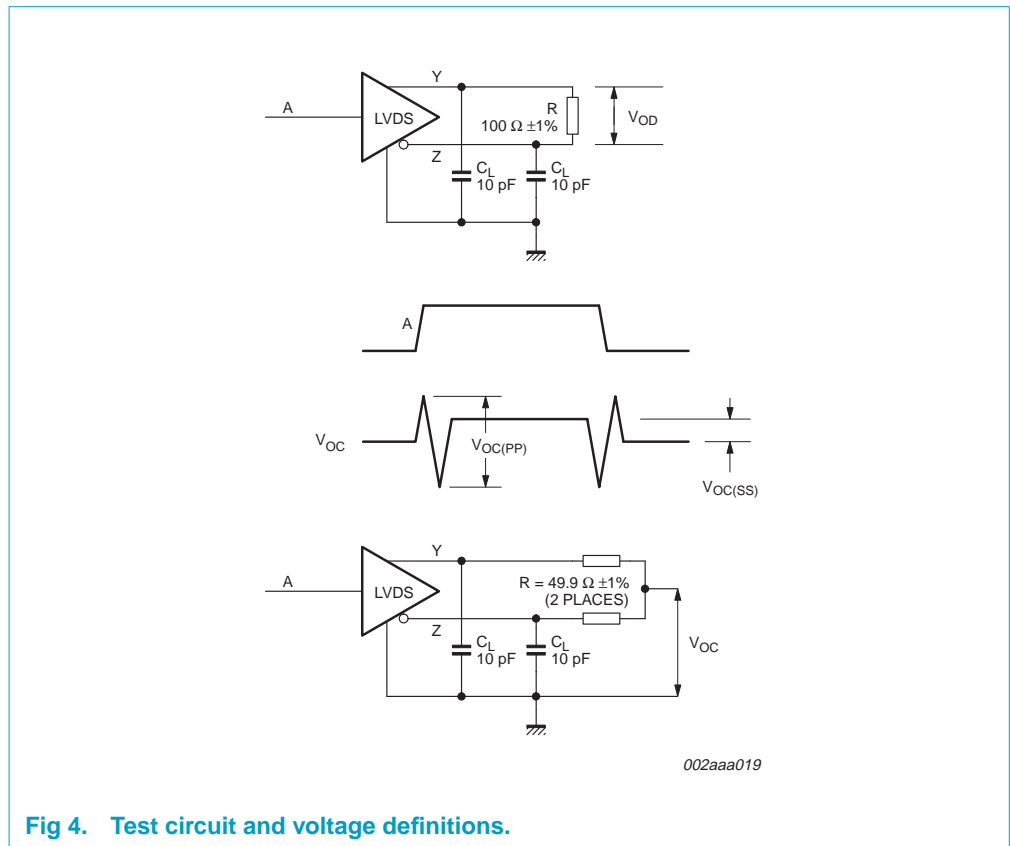 Y
A
LVDS
R
100 Ω ±1%
VOD
Z
CL
10 pF
CL
10 pF
A
VOC
VOC(PP)
VOC(SS)
Y
A
LVDS
R = 49.9 Ω ±1%
(2 PLACES)
Z
CL
10 pF
CL
10 pF
VOC
002aaa019
Fig 4. Test circuit and voltage definitions.